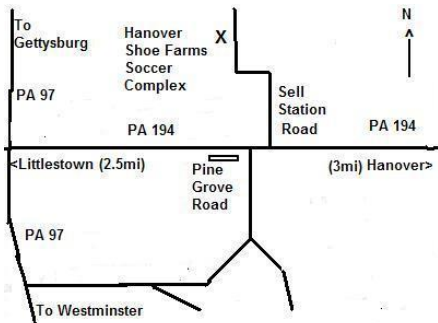 To
Gettysburg
Hanover
Shoe Farms
Soccer
Complex
X
N
PA 97
Sell
Station
Road
PA 194
PA 194
<Littlestown (2.5mi)
Pine
Grove
Road
(3mi) Hanover>
PA 97
To Westminster